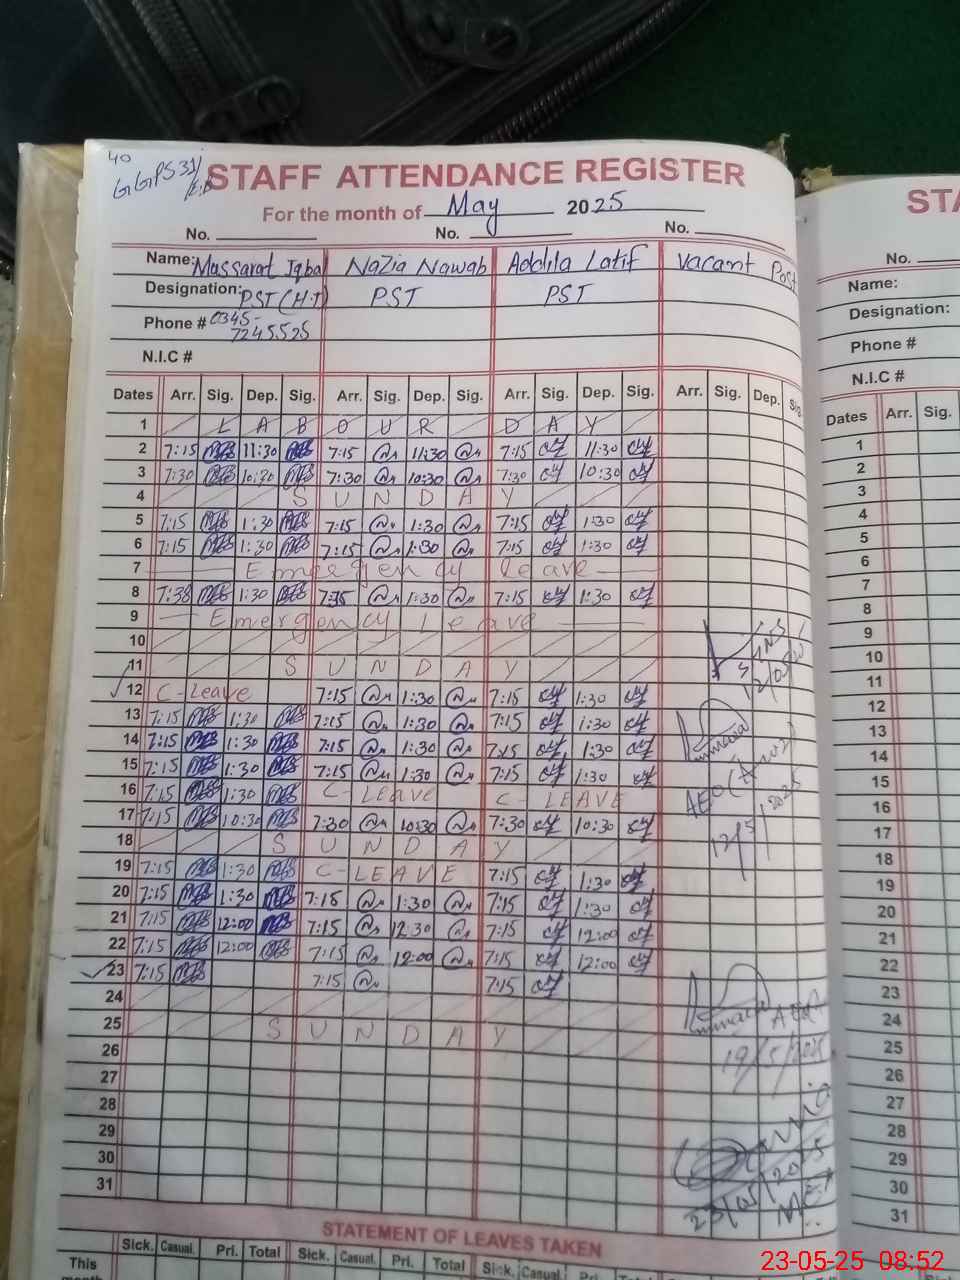 40
GGPS 31/
STAFF ATTENDANCE REGISTER
For the month of May 2025
No. No. No.
Name: Massarat Iqbal Nazia Nawab Addila Latif Vacant Post
Designation: PST (H.T) PST PST
Phone # 0345-
7245525
N.I.C #
Dates Arr. Sig. Dep. Sig. Arr. Sig. Dep. Sig. Arr. Sig. Dep. Sig. Arr. Sig. Dep. Sig.
1 L A B O U R D A Y
2 7:15 11:30 7:15 11:30 7:15 11:30
3 7:30 10:30 7:30 10:30 7:30 10:30
4 S U N D A Y
5 7:15 1:30 7:15 1:30 7:15 1:30
6 7:15 1:30 7:15 1:30 7:15 1:30
7 Emergency leave
8 1:30 1:30 7:15 1:30
9 Emergency leave
10
11 S U N D A Y
12 C-Leave 7:15 1:30 7:15 1:30
13 7:15 1:30 7:15 1:30 7:15 1:30
14 7:15 1:30 7:15 1:30 7:15 1:30
15 7:15 1:30 7:15 1:30 7:15 1:30
16 7:15 1:30 C-Leave C-LEAVE
17 7:15 10:30 7:30 10:30 7:30 10:30
18 S U N D A Y
19 7:15 1:30 C-LEAVE 7:15 1:30
20 7:15 1:30 7:15 1:30 7:15 1:30
21 7:15 12:00 7:15 12:30 7:15 12:00
22 7:15 12:00 7:15 12:00 7:15 12:00
23 7:15 7:15 7:15
24
25 S U N D A Y
26
27
28
29
30
31
12/5/2025
AEO
19/5/2025
23/05/2025
STATEMENT OF LEAVES TAKEN
Sick. Casual. Pri. Total Sick. Casual. Pri. Total Sick. Casual. Pri. Total
This
month
STA
No.
Name:
Designation:
Phone #
N.I.C #
Dates Arr. Sig.
1
2
3
4
5
6
7
8
9
10
11
12
13
14
15
16
17
18
19
20
21
22
23
24
25
26
27
28
29
30
31
23-05-25 08:52